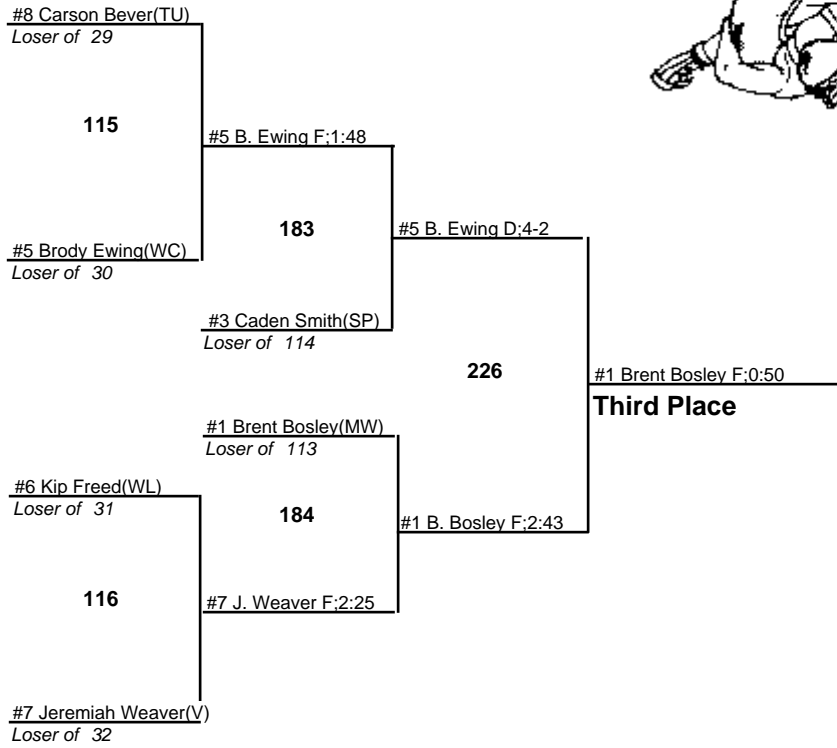 #8 Carson Bever(TU)
Loser of 29
115
#5 B. Ewing F;1:48
183
#5 B. Ewing D;4-2
#5 Brody Ewing(WC)
Loser of 30
#3 Caden Smith(SP)
Loser of 114
226
#1 Brent Bosley F;0:50
Third Place
#1 Brent Bosley(MW)
Loser of 113
#6 Kip Freed(WL)
Loser of 31
184
#1 B. Bosley F;2:43
116
#7 J. Weaver F;2:25
#7 Jeremiah Weaver(V)
Loser of 32